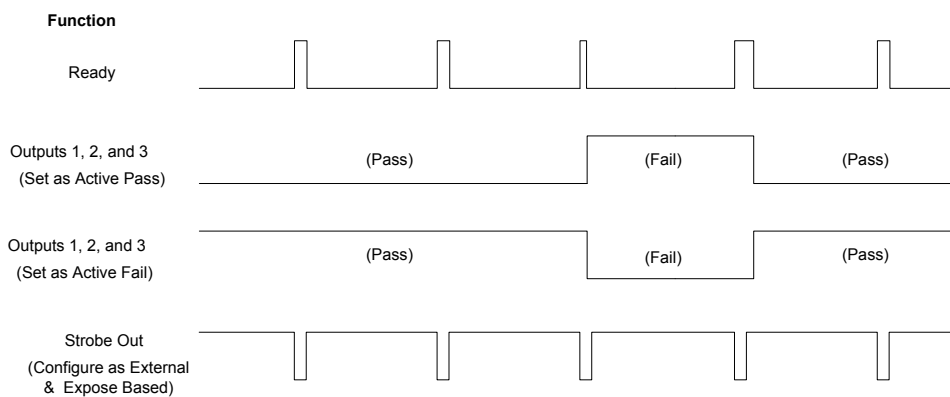 Function
Ready
Outputs 1, 2, and 3
(Set as Active Pass)
(Pass)
(Fail)
(Pass)
Outputs 1, 2, and 3
(Set as Active Fail)
(Pass)
(Fail)
(Pass)
Strobe Out
(Configure as External
& Expose Based)